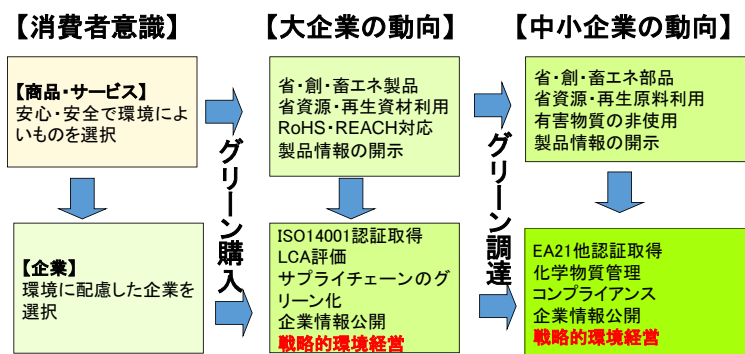 【消費者意識】
【大企業の動向】
【中小企業の動向】
【商品・サービス】
安心・安全で環境によ
いものを選択
【企業】
環境に配慮した企業を
選択
グリーン購入
省・創・蓄エネ製品
省資源・再生資材利用
RoHS・REACH対応
製品情報の開示
ISO14001認証取得
LCA評価
サプライチェーンのグ
リーン化
企業情報公開
戦略的環境経営
グリーン調達
省・創・蓄エネ部品
省資源・再生原料利用
有害物質の非使用
製品情報の開示
EA21他認証取得
化学物質管理
コンプライアンス
企業情報公開
戦略的環境経営